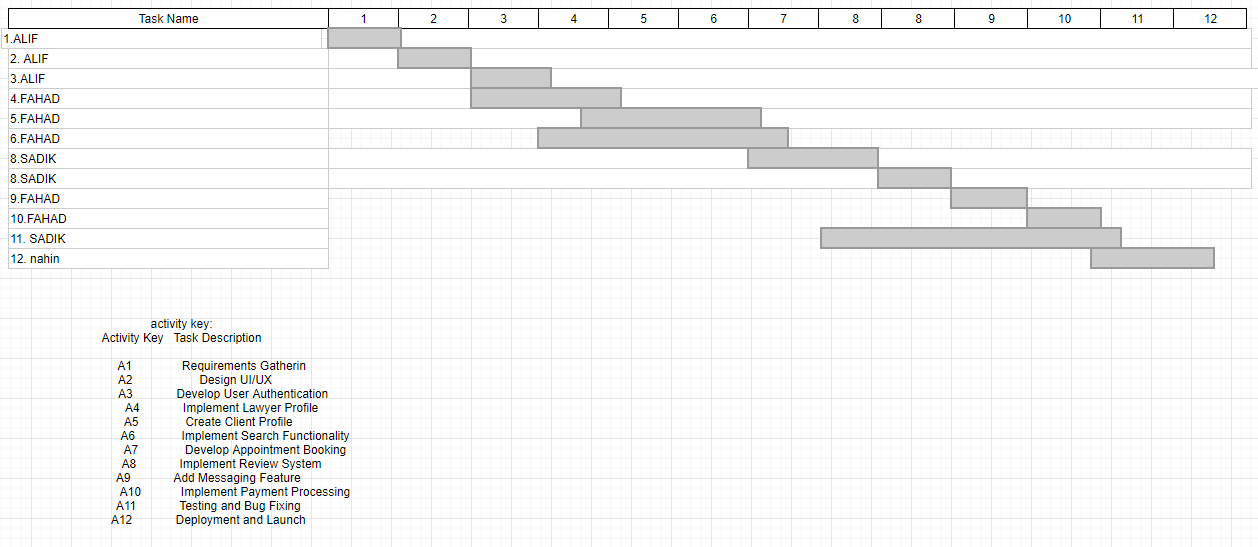 Task Name 1 2 3 4 5 6 7 8 8 9 10 11 12
1.ALIF
2. ALIF
3.ALIF
4.FAHAD
5.FAHAD
6.FAHAD
8.SADIK
8.SADIK
9.FAHAD
10.FAHAD
11. SADIK
12. nahin
activity key:
Activity Key Task Description
A1 Requirements Gatherin
A2 Design UI/UX
A3 Develop User Authentication
A4 Implement Lawyer Profile
A5 Create Client Profile
A6 Implement Search Functionality
A7 Develop Appointment Booking
A8 Implement Review System
A9 Add Messaging Feature
A10 Implement Payment Processing
A11 Testing and Bug Fixing
A12 Deployment and Launch